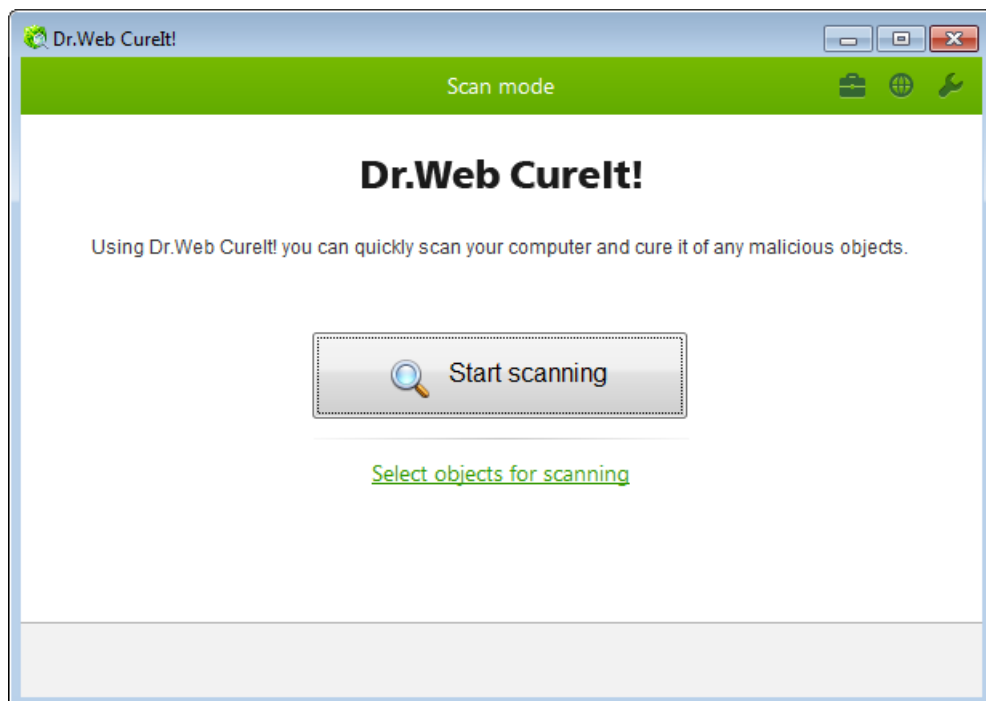 Dr.Web CureIt!
Scan mode
Dr.Web CureIt!
Using Dr.Web CureIt! you can quickly scan your computer and cure it of any malicious objects.
Start scanning
Select objects for scanning